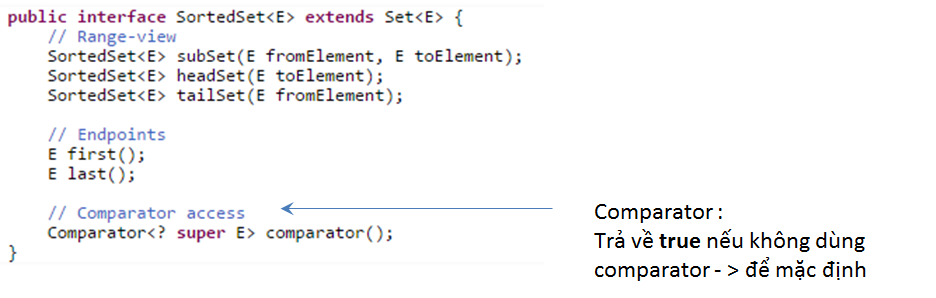 public interface SortedSet<E> extends Set<E> {
// Range-view
SortedSet<E> subSet(E fromElement, E toElement);
SortedSet<E> headSet(E toElement);
SortedSet<E> tailSet(E fromElement);
// Endpoints
E first();
E last();
// Comparator access
Comparator<? super E> comparator();
}
Comparator :
Trả về true nếu không dùng
comparator - > để mặc định